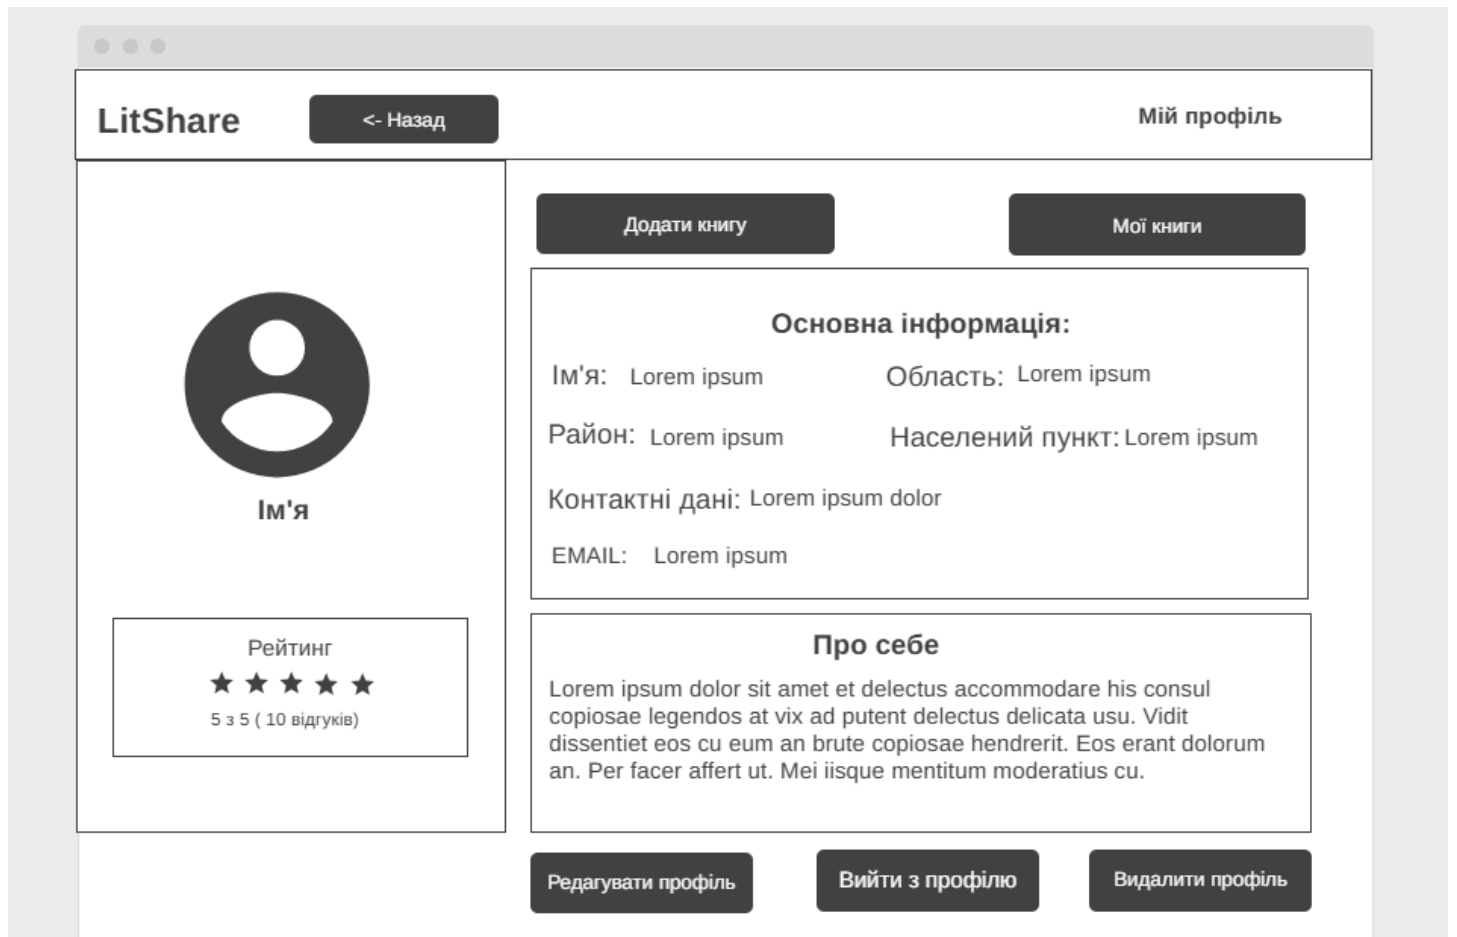 LitShare
<- Назад
Мій профіль
Ім'я
Рейтинг
5 з 5 ( 10 відгуків)
Додати книгу
Мої книги
Основна інформація:
Ім'я: Lorem ipsum
Область: Lorem ipsum
Район: Lorem ipsum
Населений пункт: Lorem ipsum
Контактні дані: Lorem ipsum dolor
EMAIL: Lorem ipsum
Про себе
Lorem ipsum dolor sit amet et delectus accommodare his consul
copiosae legendos at vix ad putent delectus delicata usu. Vidit
dissentiet eos cu eum an brute copiosae hendrerit. Eos erant dolorum
an. Per facer affert ut. Mei iisque mentitum moderatius cu.
Редагувати профіль
Вийти з профілю
Видалити профіль